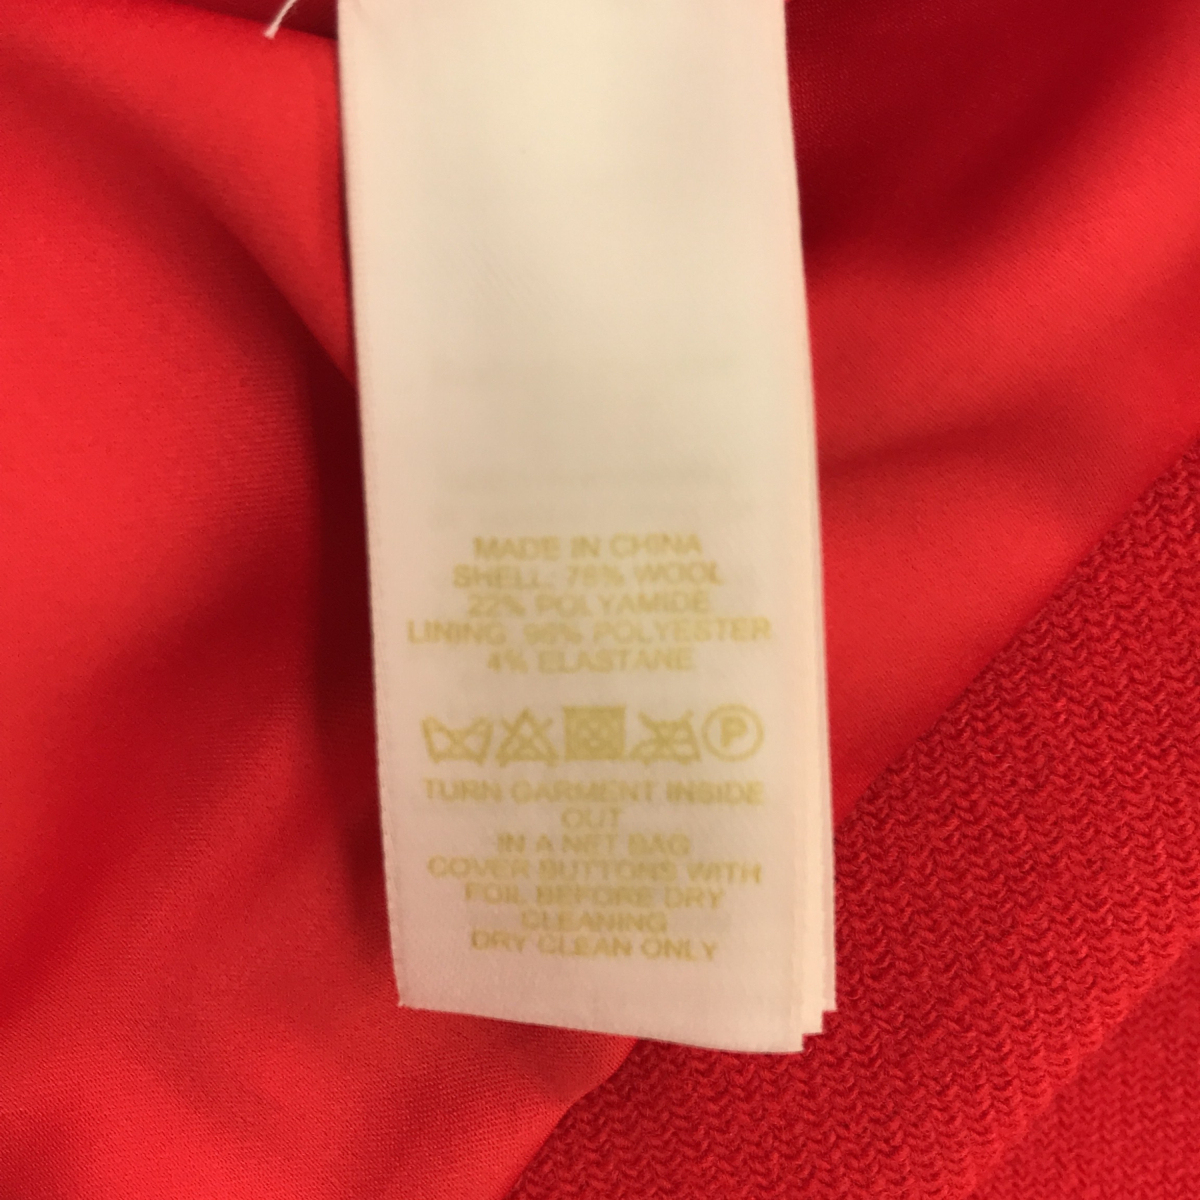 MADE IN CHINA
SHELL: 78% WOOL
22% POLYAMIDE
LINING: 96% POLYESTER
4% ELASTANE
P
TURN GARMENT INSIDE
OUT
IN A NET BAG
COVER BUTTONS WITH
FOIL BEFORE DRY
CLEANING
DRY CLEAN ONLY